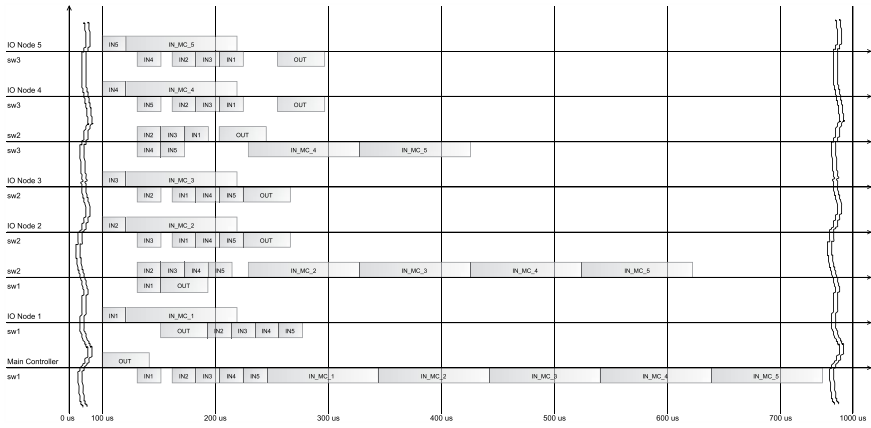 IO Node 5 IN5 IN_MC_5
sw3 IN4 IN2 IN3 IN1 OUT
IO Node 4 IN4 IN_MC_4
sw3 IN5 IN2 IN3 IN1 OUT
sw2 IN2 IN3 IN1 OUT
sw3 IN4 IN5 IN_MC_4 IN_MC_5
IO Node 3 IN3 IN_MC_3
sw2 IN2 IN1 IN4 IN5 OUT
IO Node 2 IN2 IN_MC_2
sw2 IN3 IN1 IN4 IN5 OUT
sw2 IN2 IN3 IN4 IN5 IN_MC_2 IN_MC_3 IN_MC_4 IN_MC_5
sw1 IN1 OUT
IO Node 1 IN1 IN_MC_1
sw1 OUT IN2 IN3 IN4 IN5
Main Controller OUT
sw1 IN1 IN2 IN3 IN4 IN5 IN_MC_1 IN_MC_2 IN_MC_3 IN_MC_4 IN_MC_5
0 us 100 us 200 us 300 us 400 us 500 us 600 us 700 us 1000 us